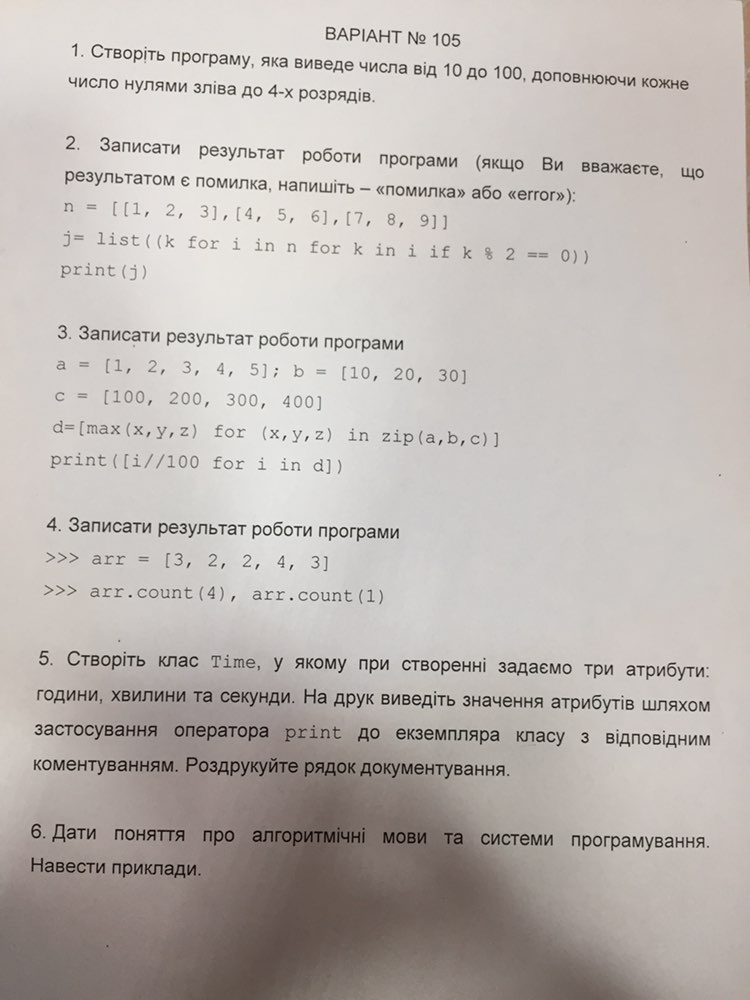 ВАРІАНТ № 105
1. Створіть програму, яка виведе числа від 10 до 100, доповнюючи кожне
число нулями зліва до 4-х розрядів.
2. Записати результат роботи програми (якщо Ви вважаєте, що
результатом є помилка, напишіть – «помилка» або «error»):
n = [[1, 2, 3],[4, 5, 6],[7, 8, 9]]
j= list((k for i in n for k in i if k % 2 == 0))
print(j)
3. Записати результат роботи програми
a = [1, 2, 3, 4, 5]; b = [10, 20, 30]
c = [100, 200, 300, 400]
d=[max(x,y,z) for (x,y,z) in zip(a,b,c)]
print([i//100 for i in d])
4. Записати результат роботи програми
>>> arr = [3, 2, 2, 4, 3]
>>> arr.count(4), arr.count(1)
5. Створіть клас Time, у якому при створенні задаємо три атрибути:
години, хвилини та секунди. На друк виведіть значення атрибутів шляхом
застосування оператора print до екземпляра класу з відповідним
коментуванням. Роздрукуйте рядок документування.
6. Дати поняття про алгоритмічні мови та системи програмування.
Навести приклади.